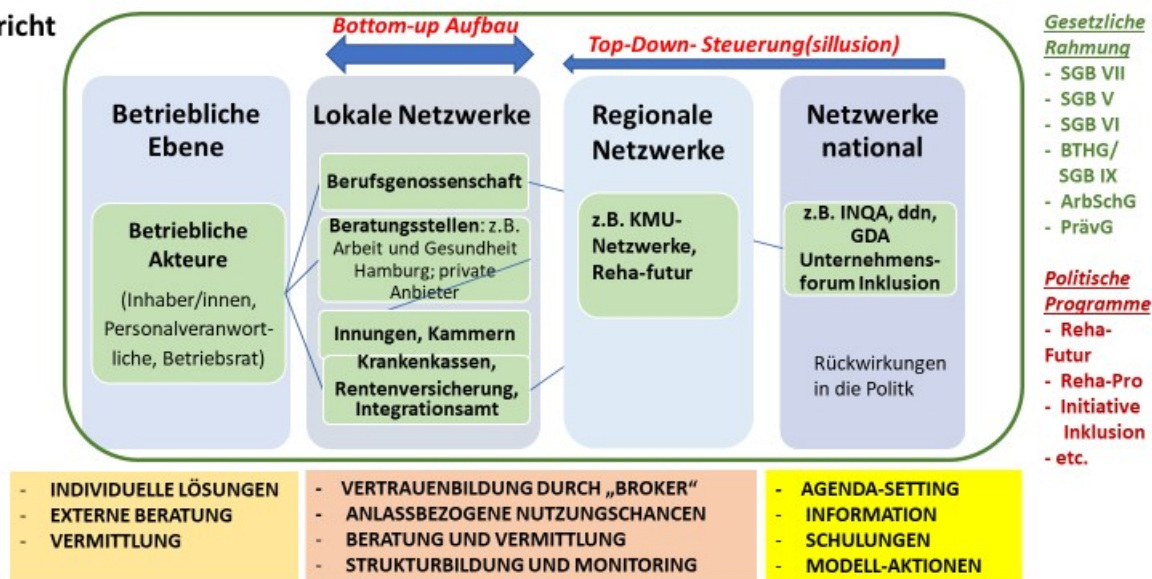 richt
Bottom-up Aufbau
Top-Down- Steuerung(sillusion)
Betriebliche
Ebene
Betriebliche
Akteure
(Inhaber/innen,
Personalveranwort-
liche, Betriebsrat)
Lokale Netzwerke
Berufsgenossenschaft
Beratungsstellen: z.B.
Arbeit und Gesundheit
Hamburg; private
Anbieter
Innungen, Kammern
Krankenkassen,
Rentenversicherung,
Integrationsamt
Regionale
Netzwerke
z.B. KMU-
Netzwerke,
Reha-futur
Netzwerke
national
z.B. INQA, ddn,
GDA
Unternehmens-
forum Inklusion
Rückwirkungen
in die Politk
Gesetzliche
Rahmung
- SGB VII
- SGB V
- SGB VI
- BTHG/
SGB IX
- ArbSchG
- PrävG
Politische
Programme
- Reha-
Futur
- Reha-Pro
- Initiative
Inklusion
- etc.
- INDIVIDUELLE LÖSUNGEN
- EXTERNE BERATUNG
- VERMITTLUNG
- VERTRAUENBILDUNG DURCH „BROKER“
- ANLASSBEZOGENE NUTZUNGSCHANCEN
- BERATUNG UND VERMITTLUNG
- STRUKTURBILDUNG UND MONITORING
- AGENDA-SETTING
- INFORMATION
- SCHULUNGEN
- MODELL-AKTIONEN